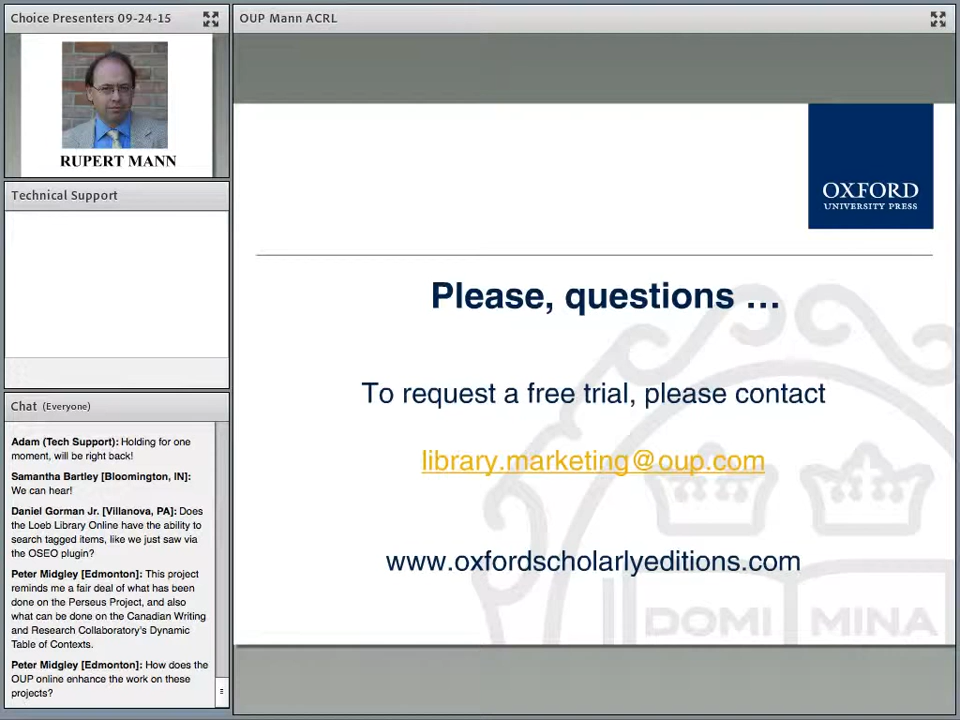 Choice Presenters 09-24-15
RUPERT MANN
Technical Support
Chat (Everyone)
Adam (Tech Support): Holding for one
moment, will be right back!
Samantha Bartley [Bloomington, IN]:
We can hear!
Daniel Gorman Jr. [Villanova, PA]: Does
the Loeb Library Online have the ability to
search tagged items, like we just saw via
the OSEO plugin?
Peter Midgley [Edmonton]: This project
reminds me a fair deal of what has been
done on the Perseus Project, and also
what can be done on the Canadian Writing
and Research Collaboratory's Dynamic
Table of Contexts.
Peter Midgley [Edmonton]: How does the
OUP online enhance the work on these
projects?
OUP Mann ACRL
OXFORD
UNIVERSITY PRESS
Please, questions …
To request a free trial, please contact
library.marketing@oup.com
www.oxfordscholarlyeditions.com
DOMI MINA